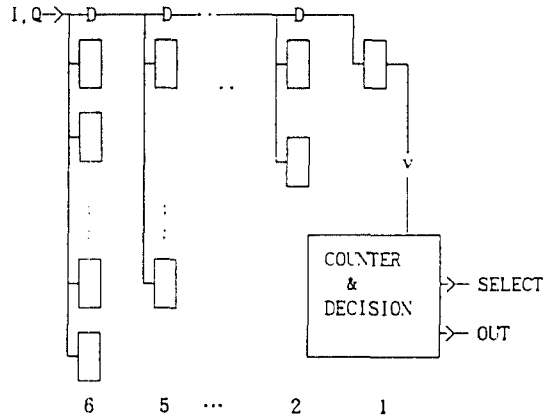 I,Q
v
COUNTER
&
DECISION
SELECT
OUT
6 5 ... 2 1